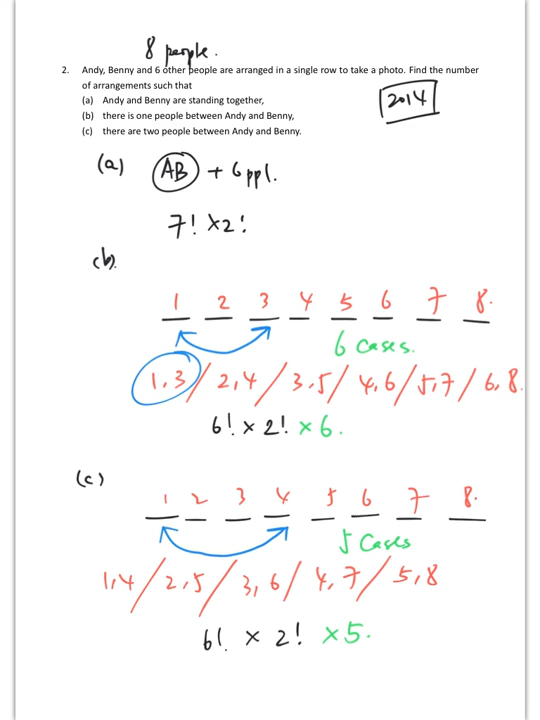 8 people.
2. Andy, Benny and 6 other people are arranged in a single row to take a photo. Find the number
of arrangements such that
(a) Andy and Benny are standing together,
(b) there is one people between Andy and Benny,
(c) there are two people between Andy and Benny.
2014
(a) AB + 6 ppl.
7! × 2!
(b).
1 2 3 4 5 6 7 8.
6 cases.
1, 3 / 2, 4 / 3, 5 / 4, 6 / 5, 7 / 6, 8.
6! × 2! × 6.
(c)
1 2 3 4 5 6 7 8.
5 cases
1, 4 / 2, 5 / 3, 6 / 4, 7 / 5, 8
6! × 2! × 5.